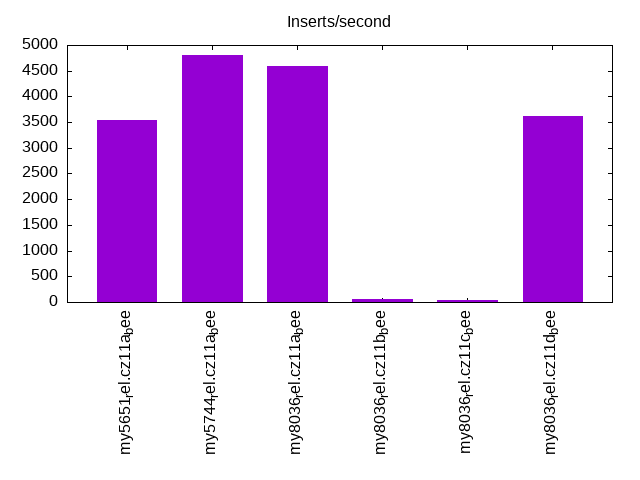 Inserts/second
5000
4500
4000
3500
3000
2500
2000
1500
1000
500
0
my5651rel.cz11abee
my5744rel.cz11abee
my8036rel.cz11abee
my8036rel.cz11bbee
my8036rel.cz11cbee
my8036rel.cz11dbee